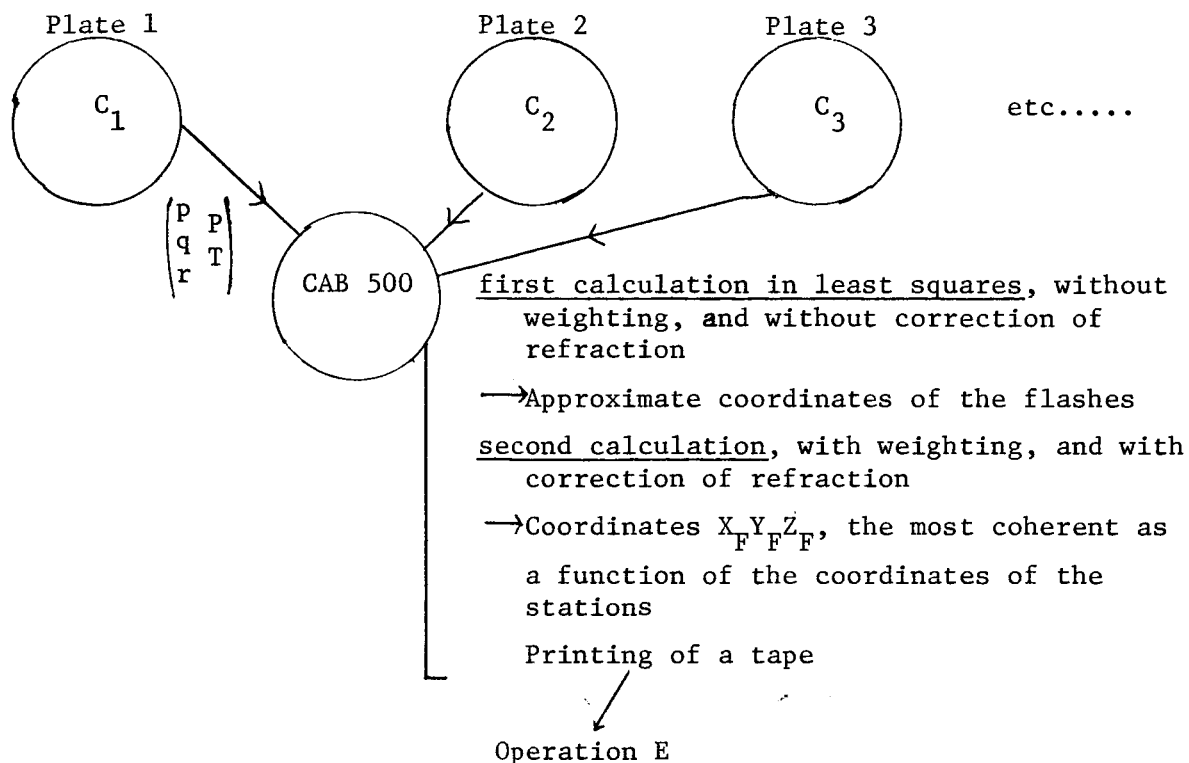 Plate 1 Plate 2 Plate 3
C1 C2 C3 etc.....
p P
q T
r
CAB 500
first calculation in least squares, without
weighting, and without correction of
refraction
→Approximate coordinates of the flashes
second calculation, with weighting, and with
correction of refraction
→Coordinates XFYFZF, the most coherent as
a function of the coordinates of the
stations
Printing of a tape
Operation E